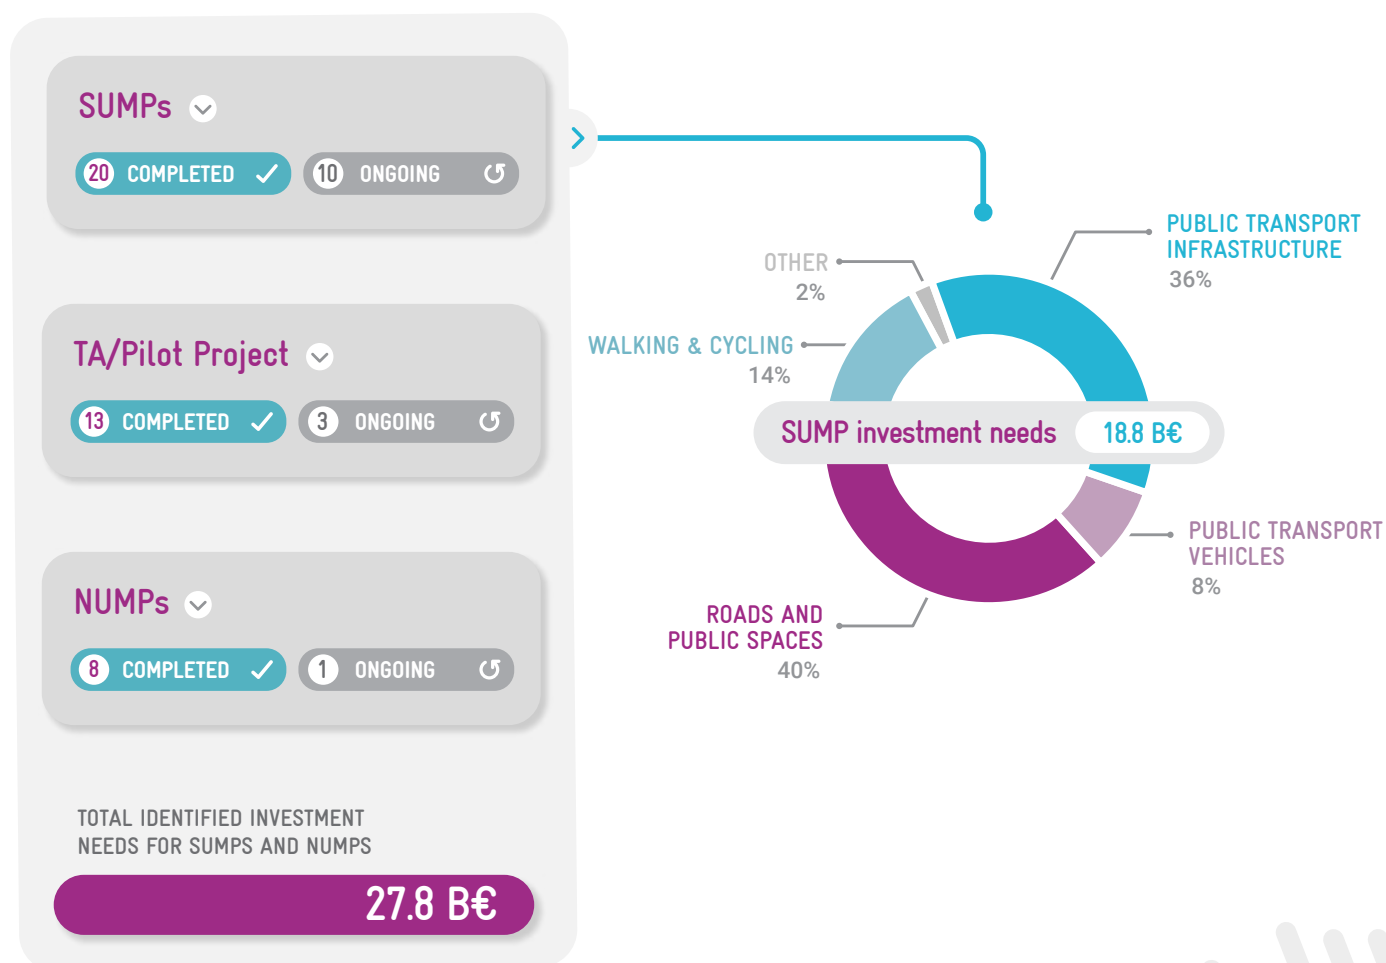 SUMPs
20 COMPLETED
10 ONGOING
TA/Pilot Project
13 COMPLETED
3 ONGOING
NUMPs
8 COMPLETED
1 ONGOING
TOTAL IDENTIFIED INVESTMENT
NEEDS FOR SUMPS AND NUMPS
27.8 B€
PUBLIC TRANSPORT
INFRASTRUCTURE
36%
OTHER
2%
WALKING & CYCLING
14%
SUMP investment needs 18.8 B€
PUBLIC TRANSPORT
VEHICLES
8%
ROADS AND
PUBLIC SPACES
40%